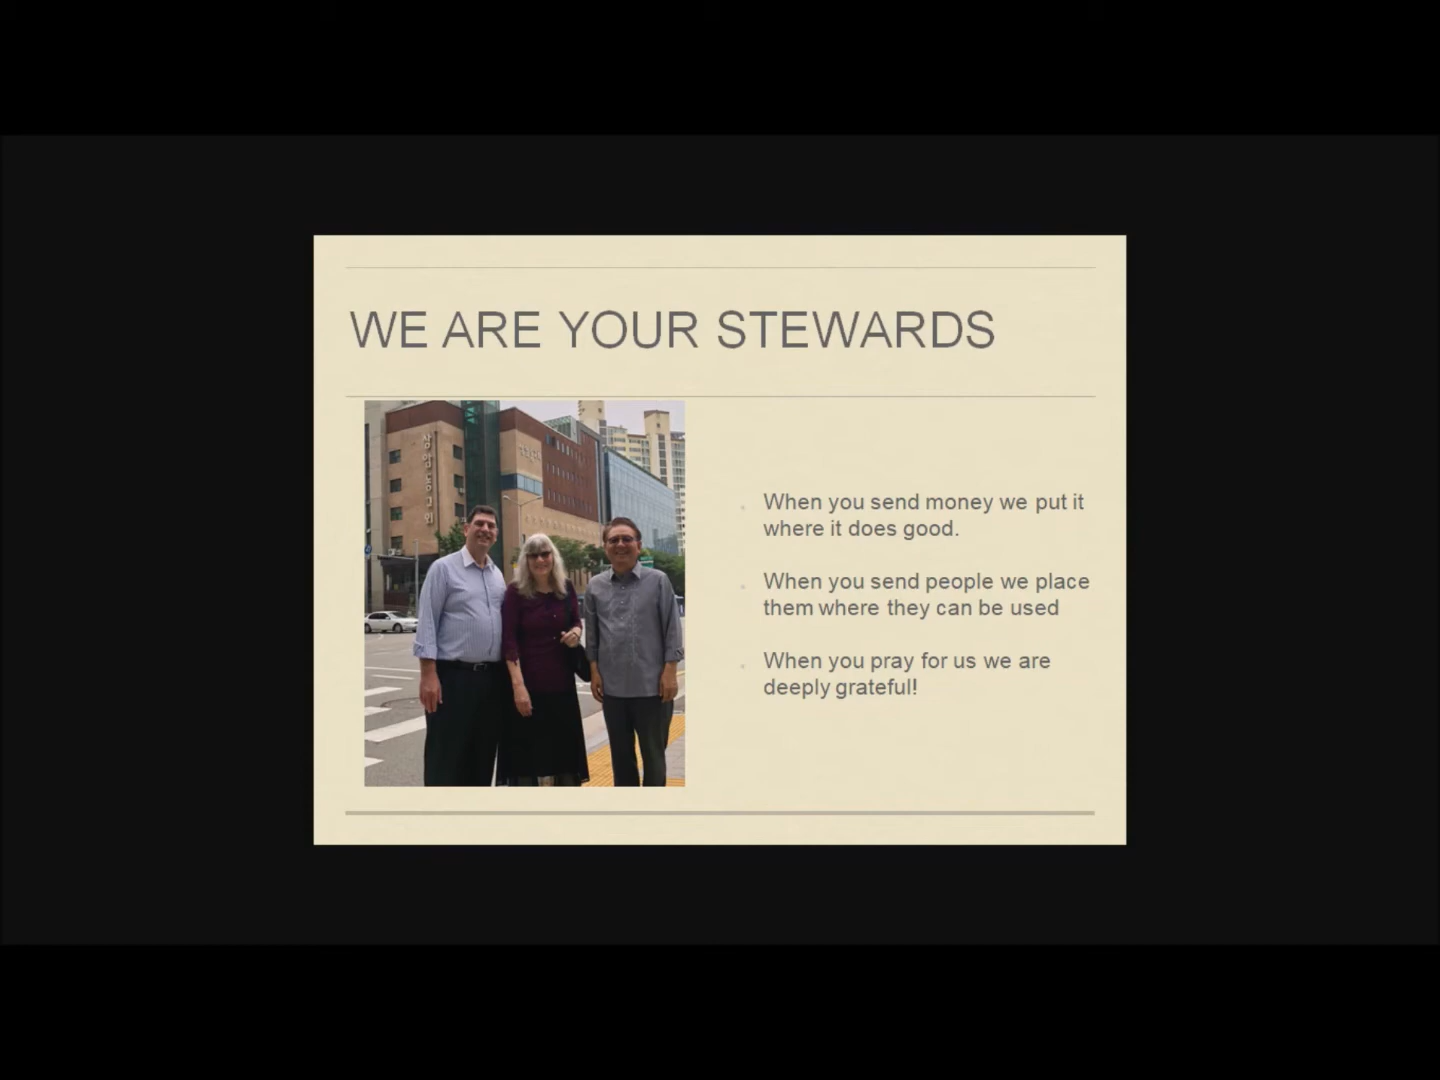 WE ARE YOUR STEWARDS
When you send money we put it
where it does good.
When you send people we place
them where they can be used
When you pray for us we are
deeply grateful!